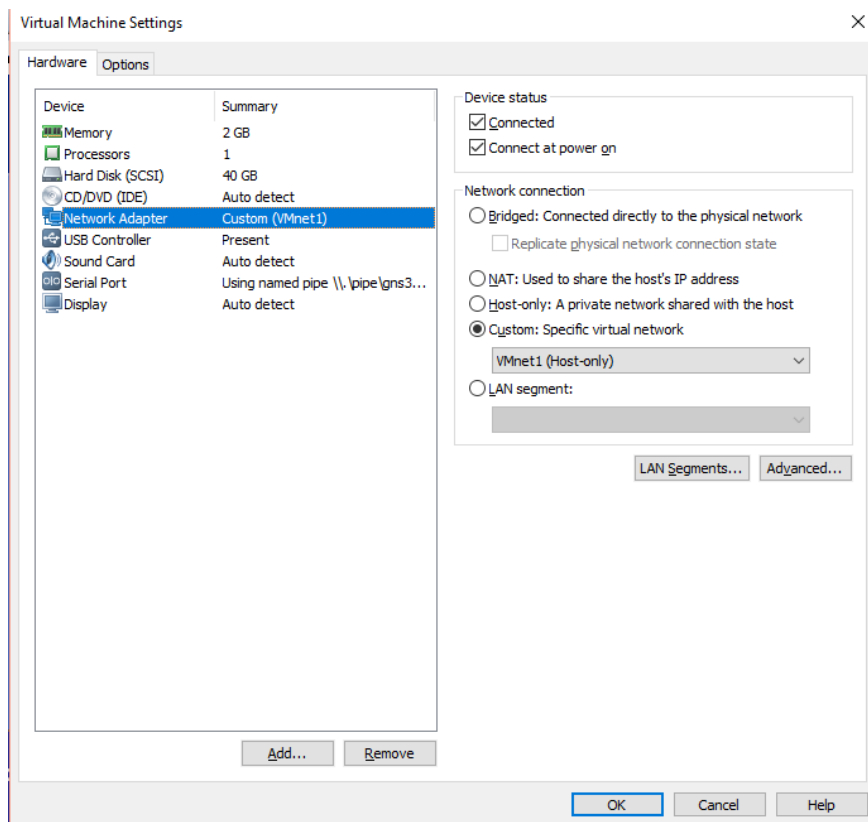 Virtual Machine Settings
Hardware Options
Device Summary
Memory 2 GB
Processors 1
Hard Disk (SCSI) 40 GB
CD/DVD (IDE) Auto detect
Network Adapter Custom (VMnet1)
USB Controller Present
Sound Card Auto detect
Serial Port Using named pipe \\.\pipe\gns3...
Display Auto detect
Add... Remove
Device status
Connected
Connect at power on
Network connection
Bridged: Connected directly to the physical network
Replicate physical network connection state
NAT: Used to share the host's IP address
Host-only: A private network shared with the host
Custom: Specific virtual network
VMnet1 (Host-only)
LAN segment:
LAN Segments... Advanced...
OK Cancel Help